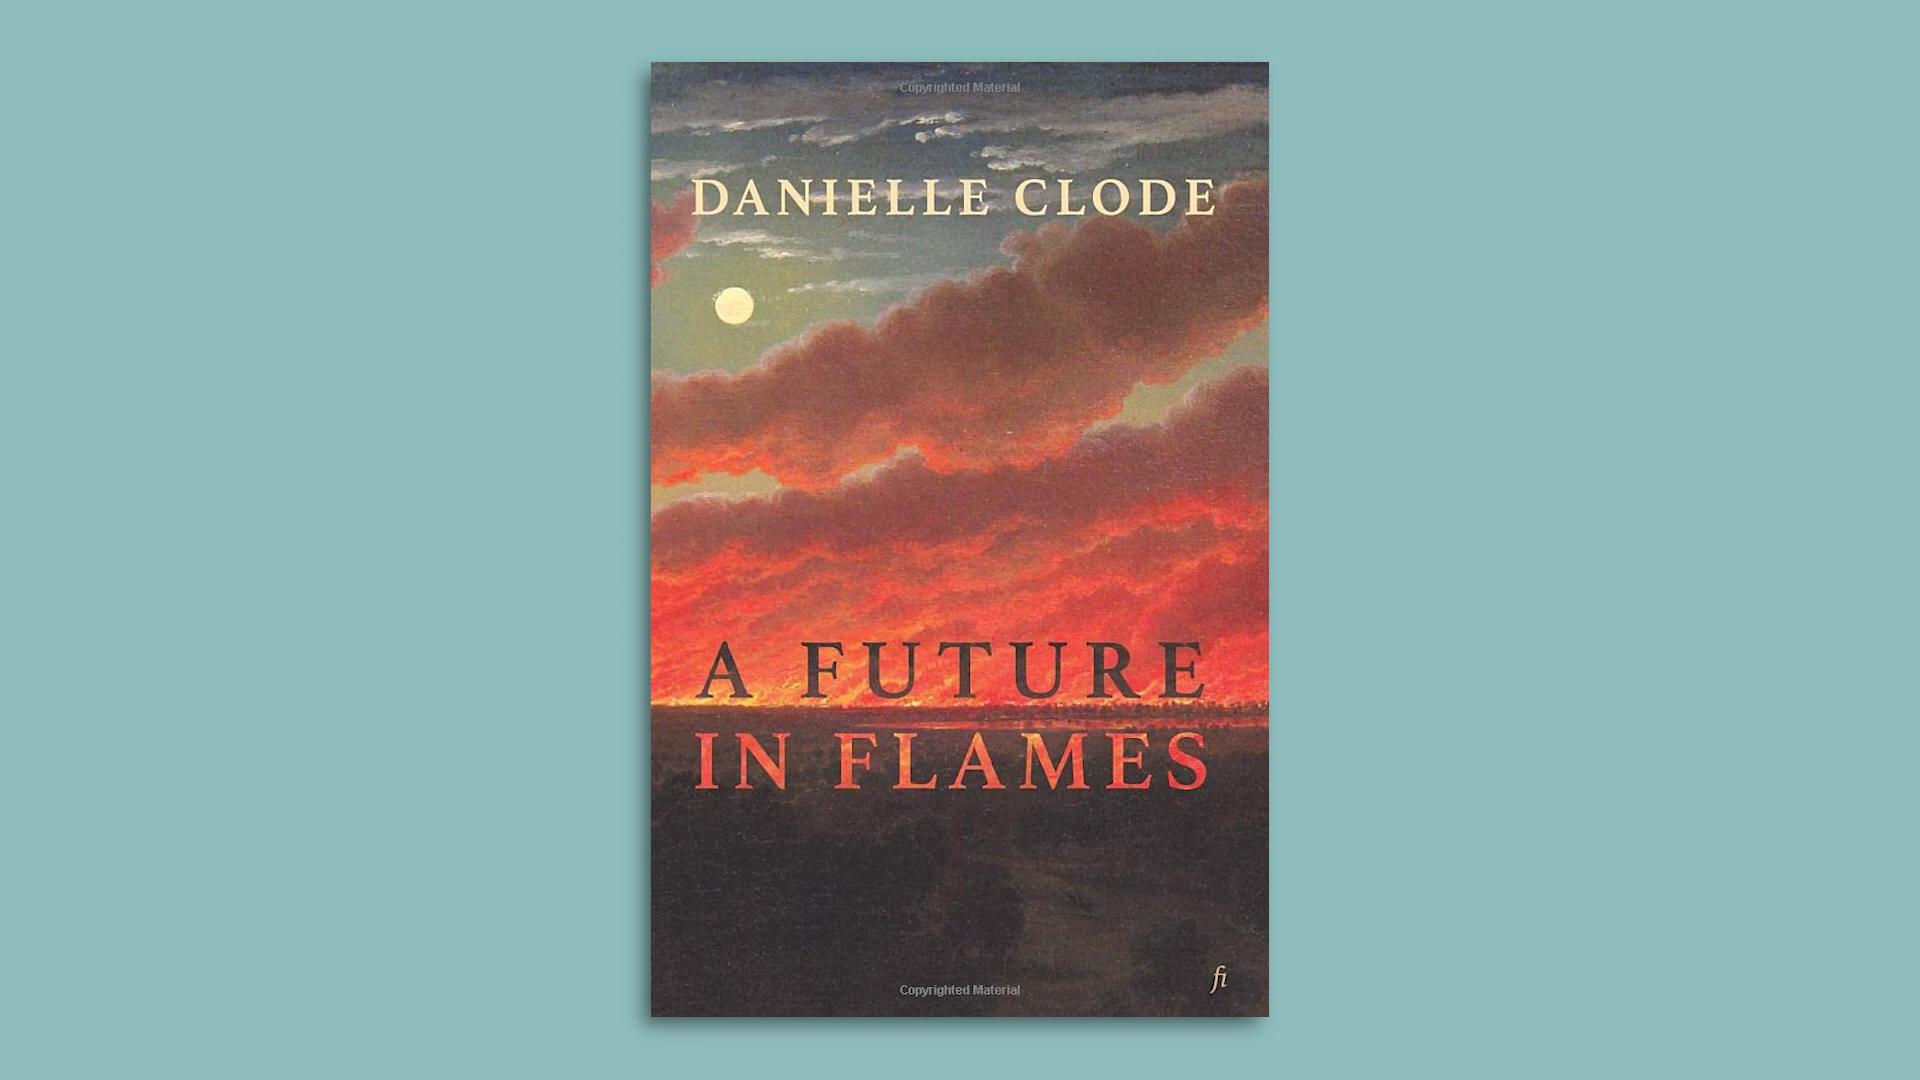 Copyrighted Material
DANIELLE CLODE
A FUTURE
IN FLAMES
fi
Copyrighted Material